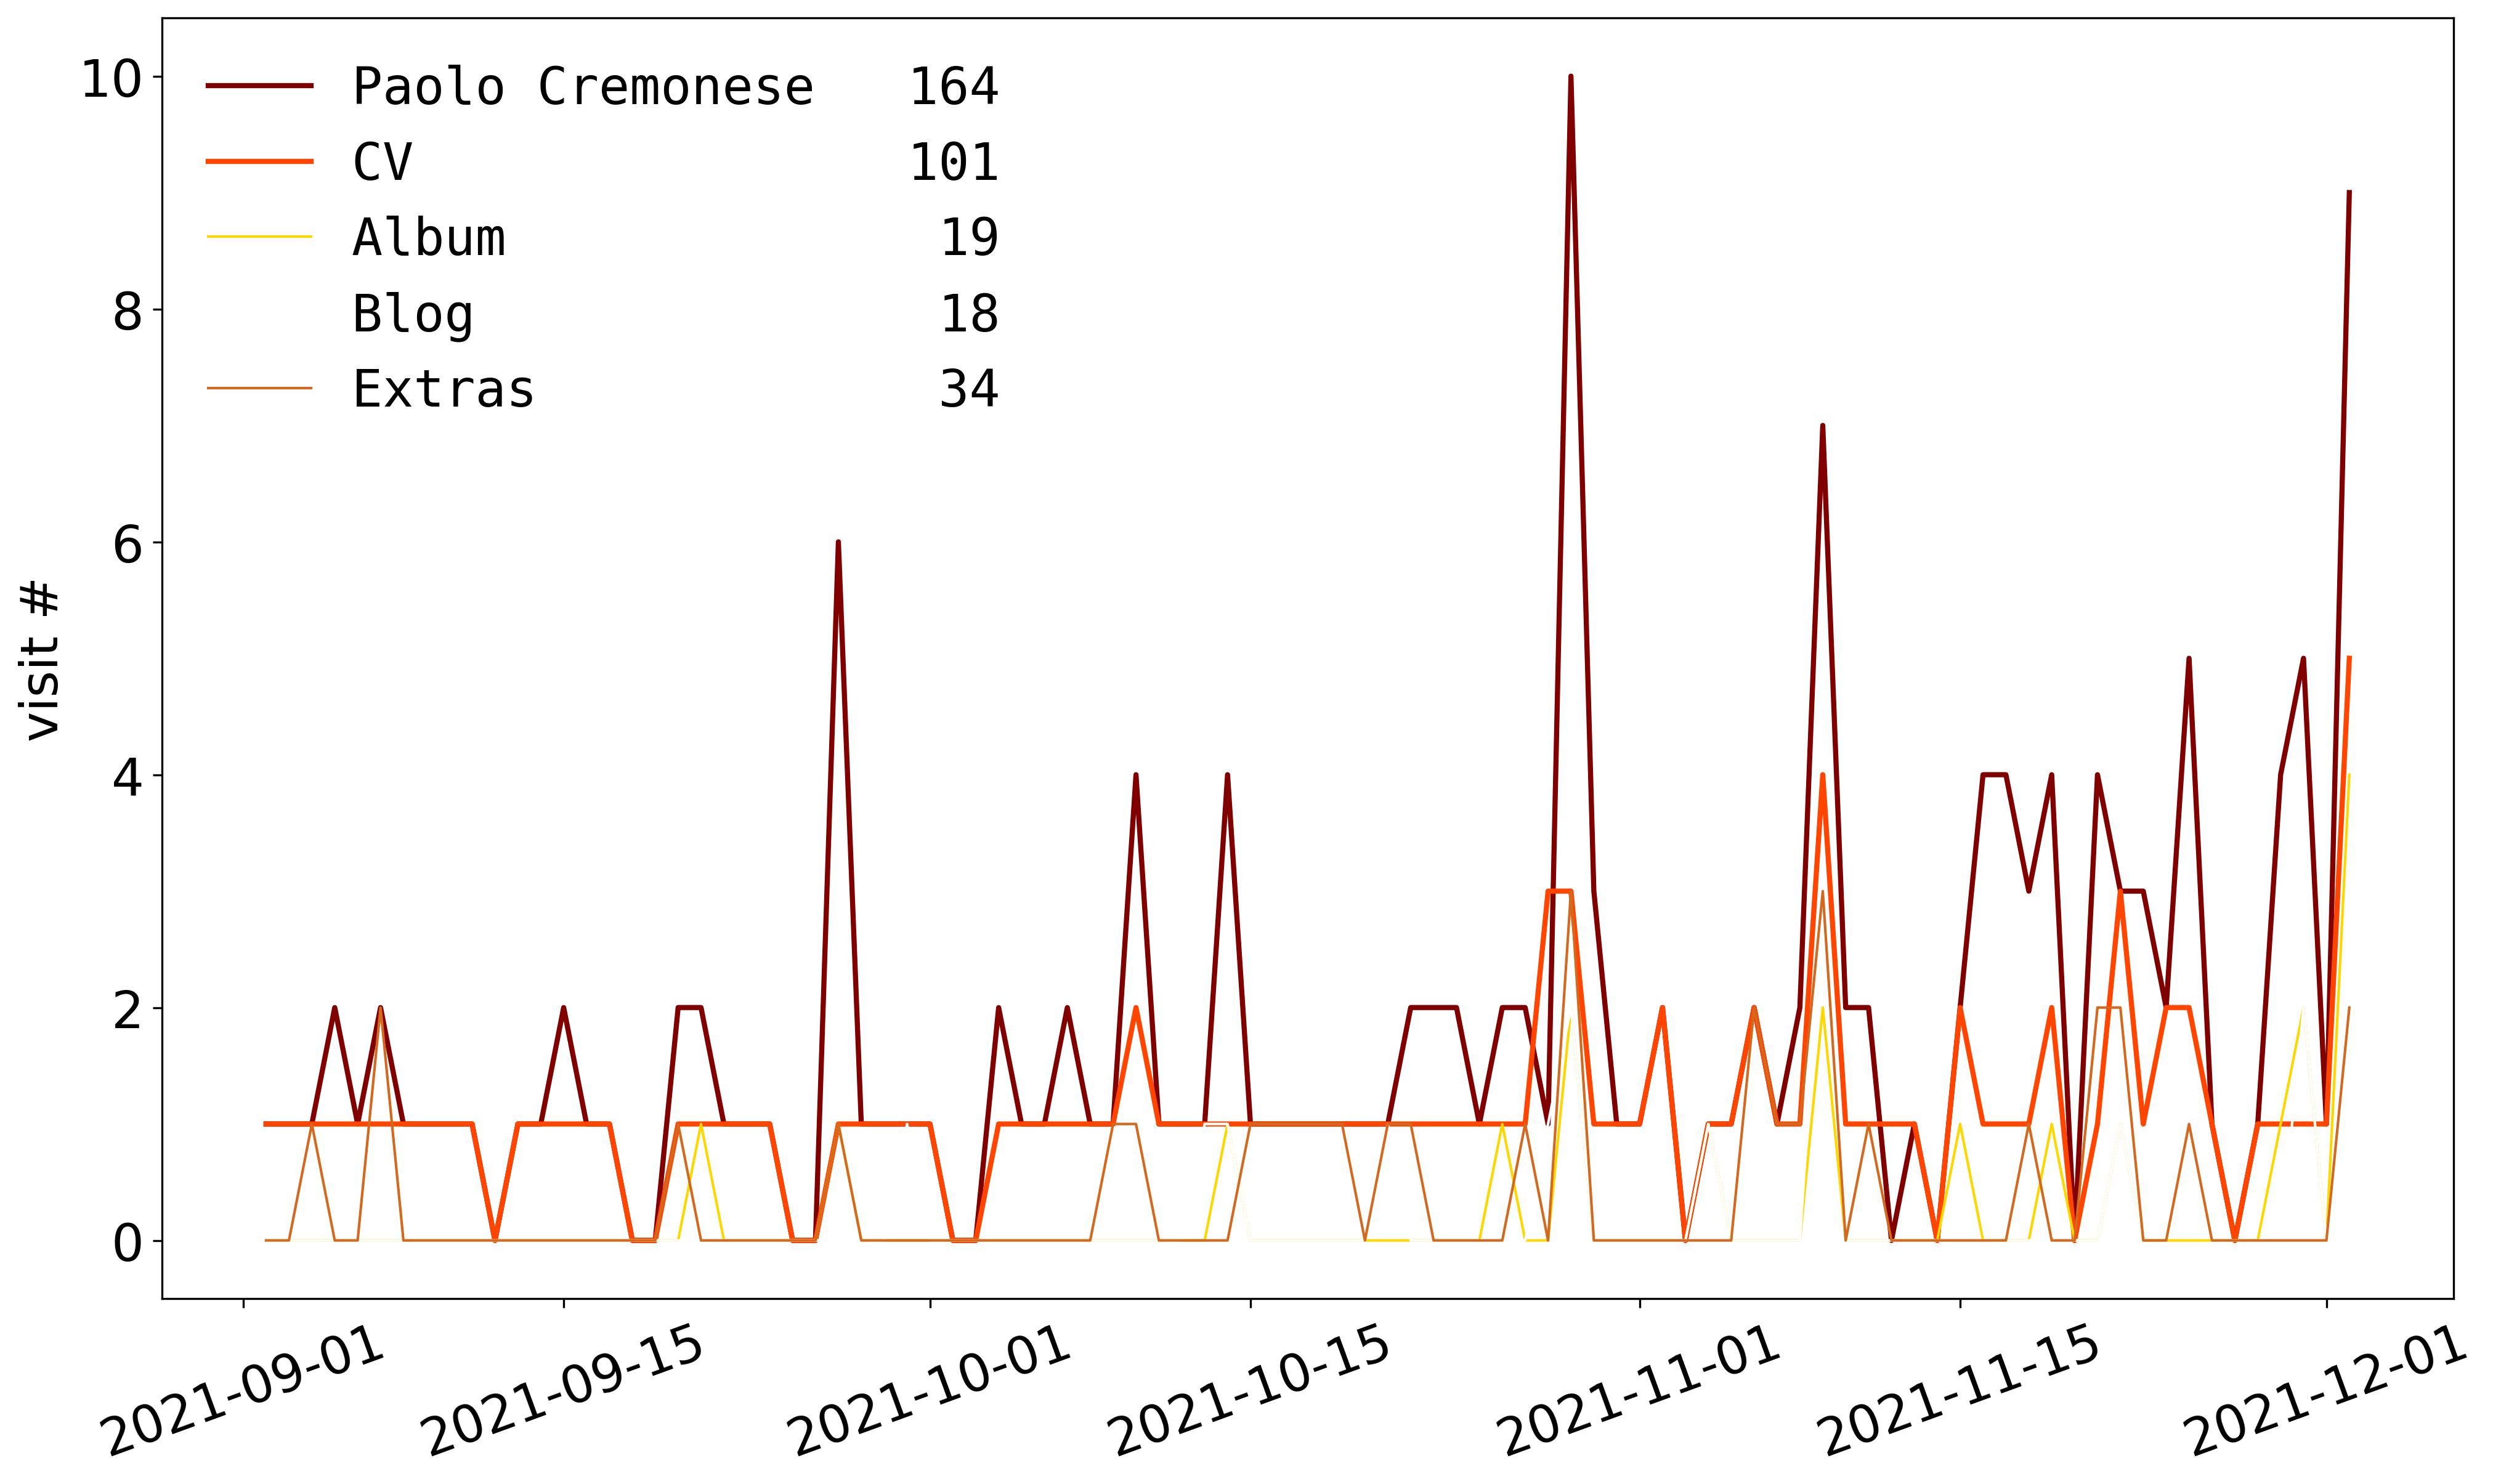 10
8
6
4
2
0
visit #
Paolo Cremonese 164
CV 101
Album 19
Blog 18
Extras 34
2021-09-01
2021-09-15
2021-10-01
2021-10-15
2021-11-01
2021-11-15
2021-12-01